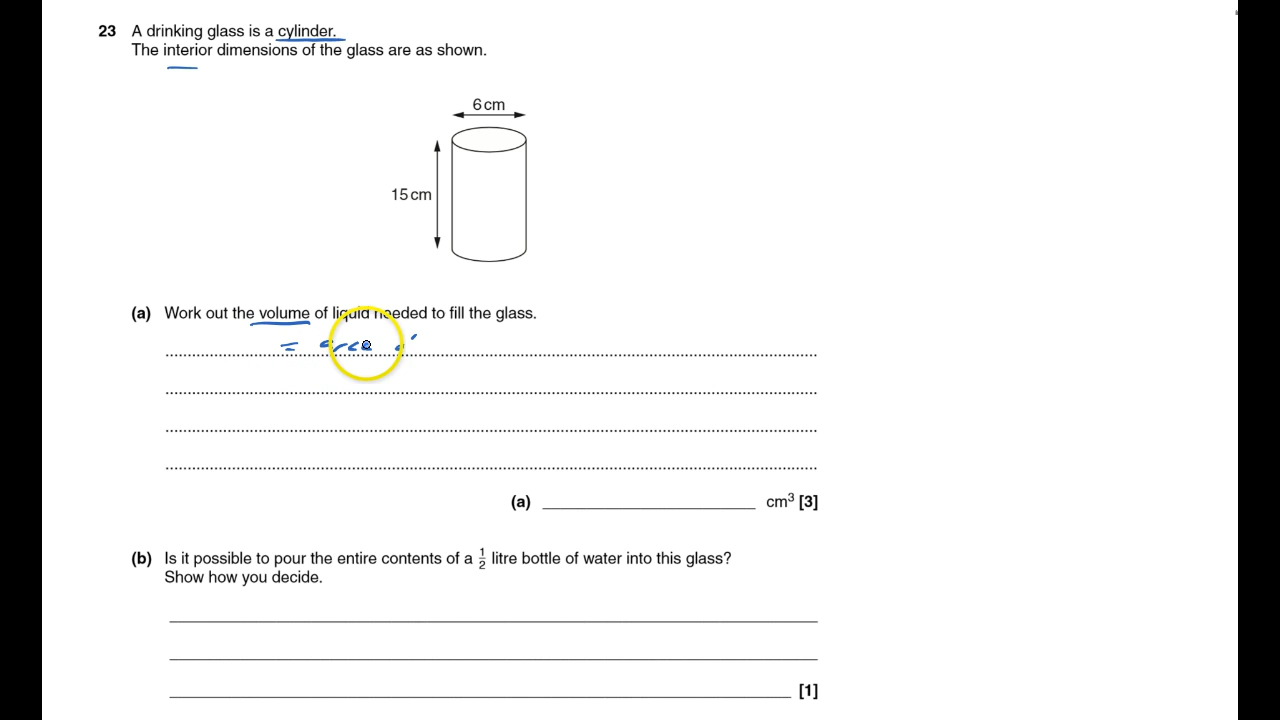 23 A drinking glass is a cylinder.
The interior dimensions of the glass are as shown.
6 cm
15 cm
(a) Work out the volume of liquid needed to fill the glass.
= area
(a) cm³ [3]
(b) Is it possible to pour the entire contents of a ½ litre bottle of water into this glass?
Show how you decide.
[1]